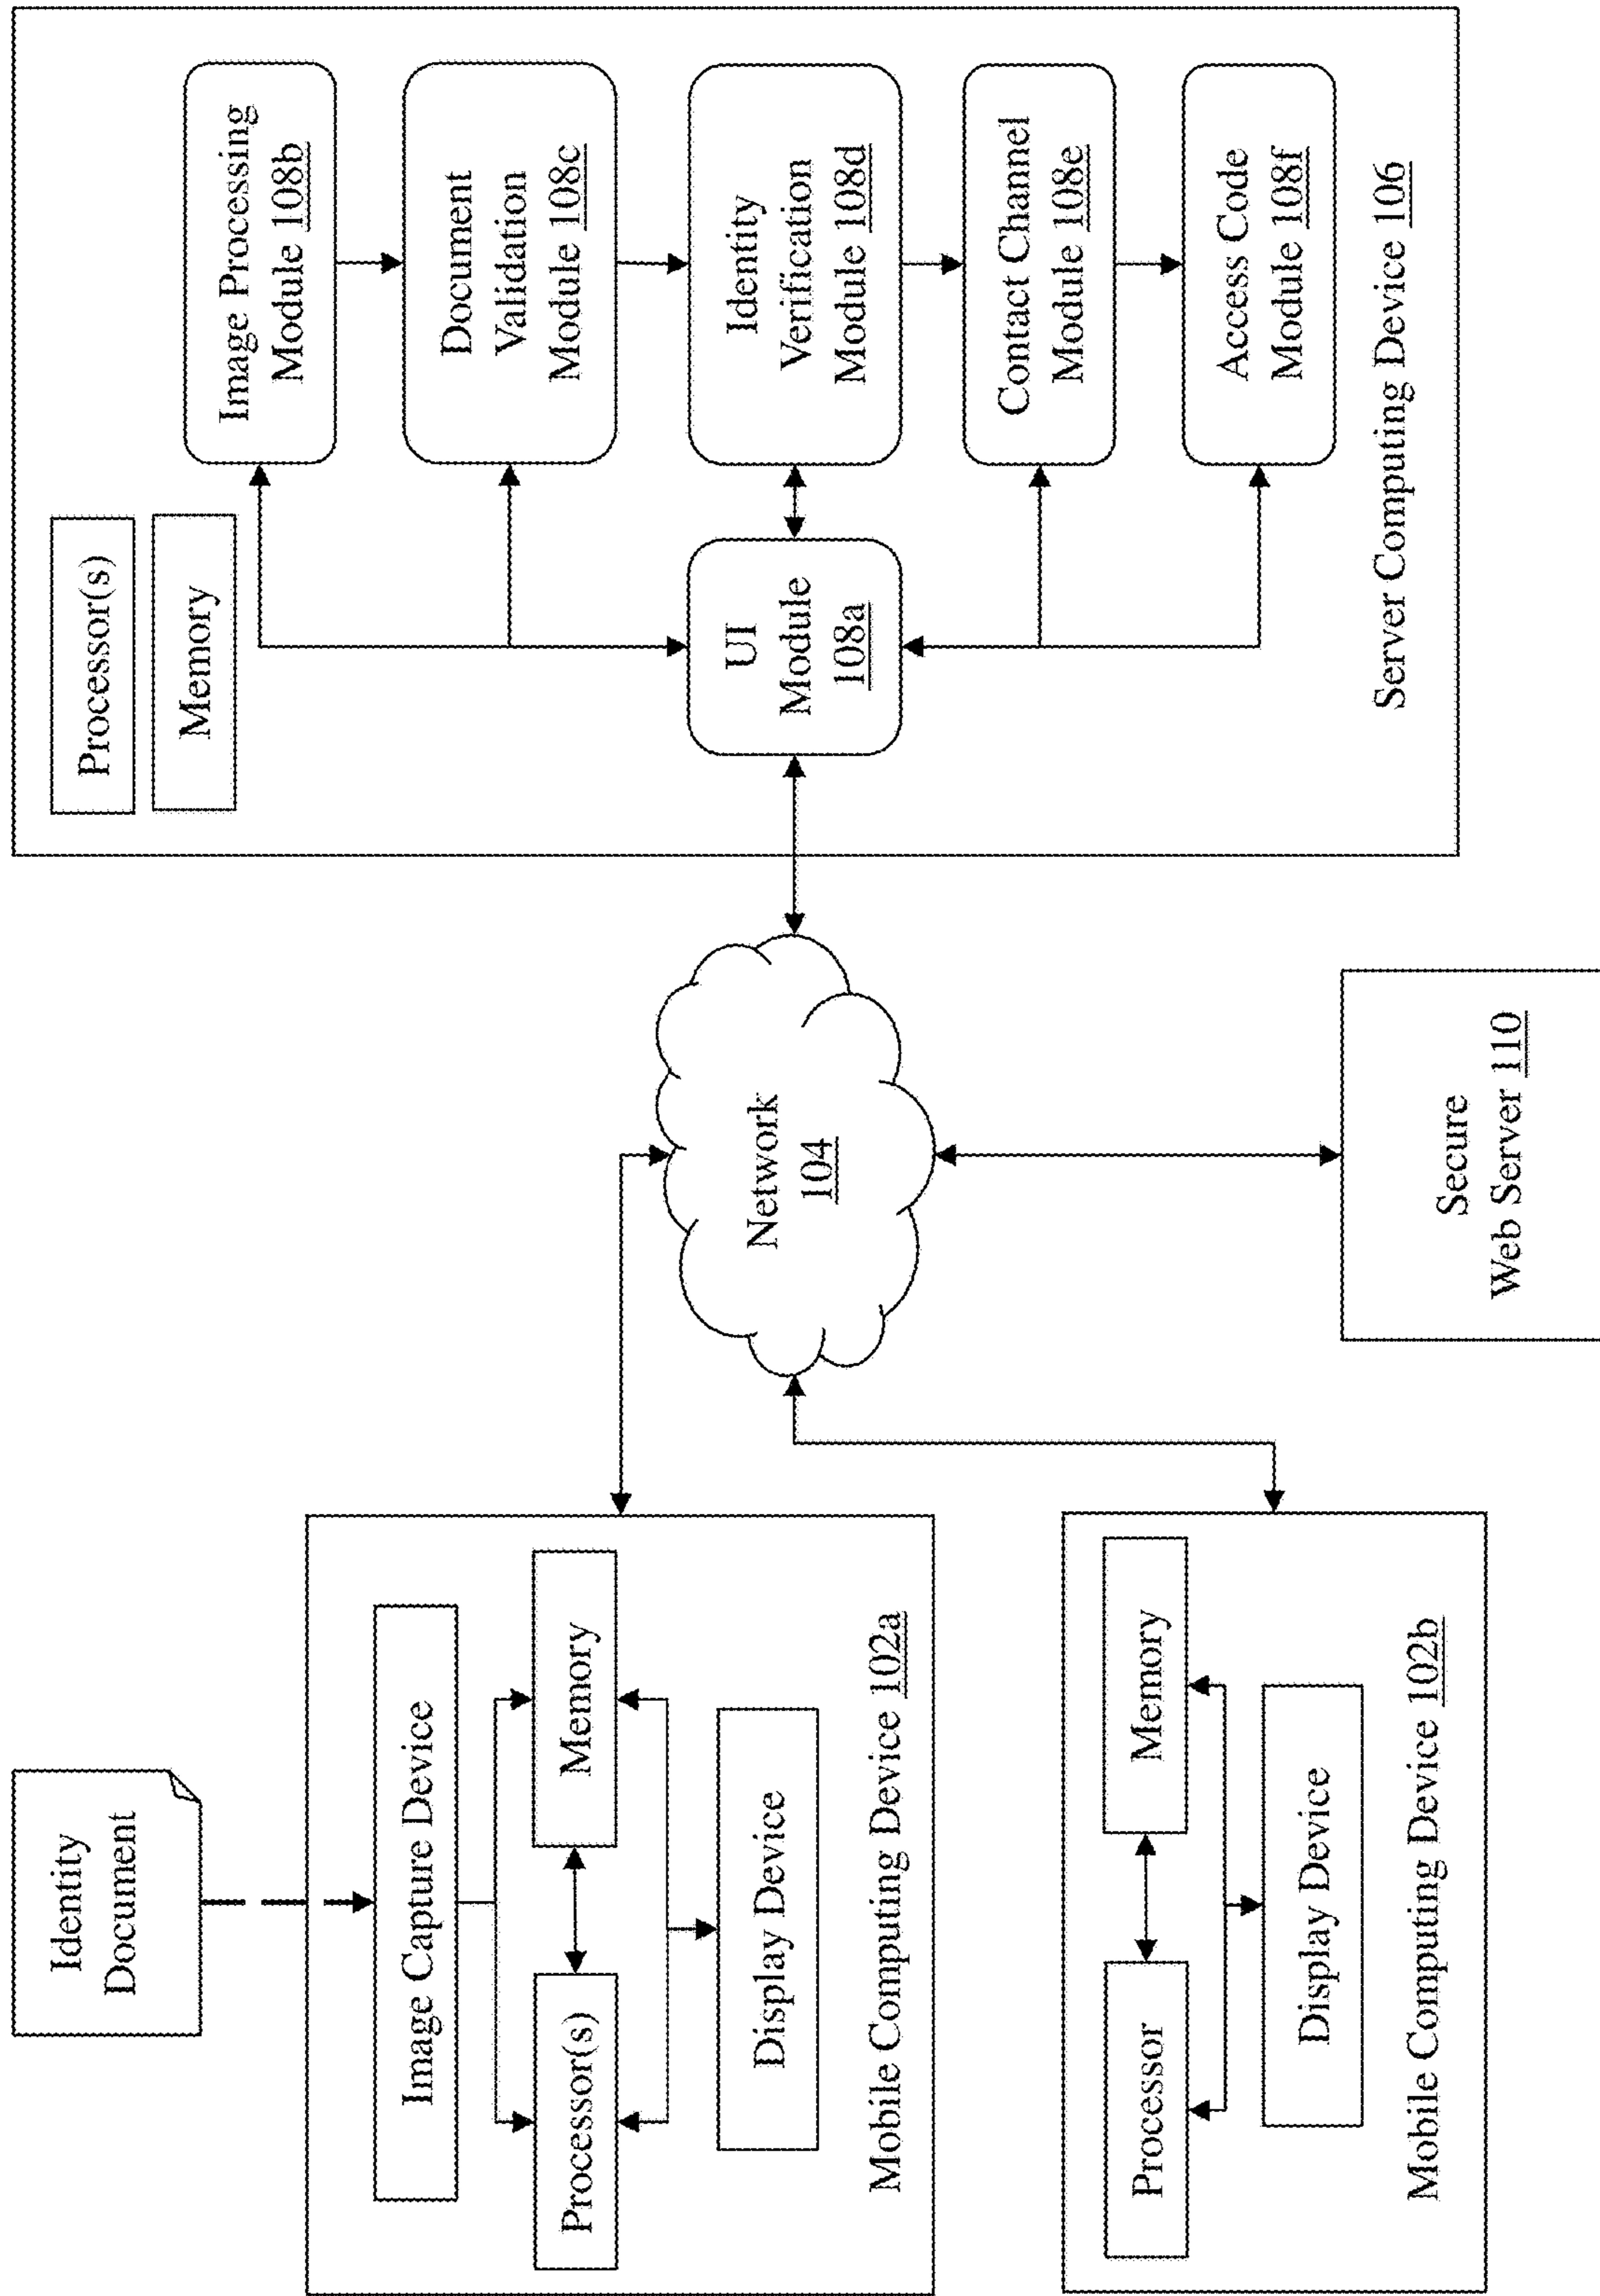 Identity
Document
Image Capture Device
Processor(s)
Memory
Display Device
Mobile Computing Device 102a
Processor
Memory
Display Device
Mobile Computing Device 102b
Network
104
Secure
Web Server 110
Processor(s)
Memory
UI
Module
108a
Image Processing
Module 108b
Document
Validation
Module 108c
Identity
Verification
Module 108d
Contact Channel
Module 108e
Access Code
Module 108f
Server Computing Device 106